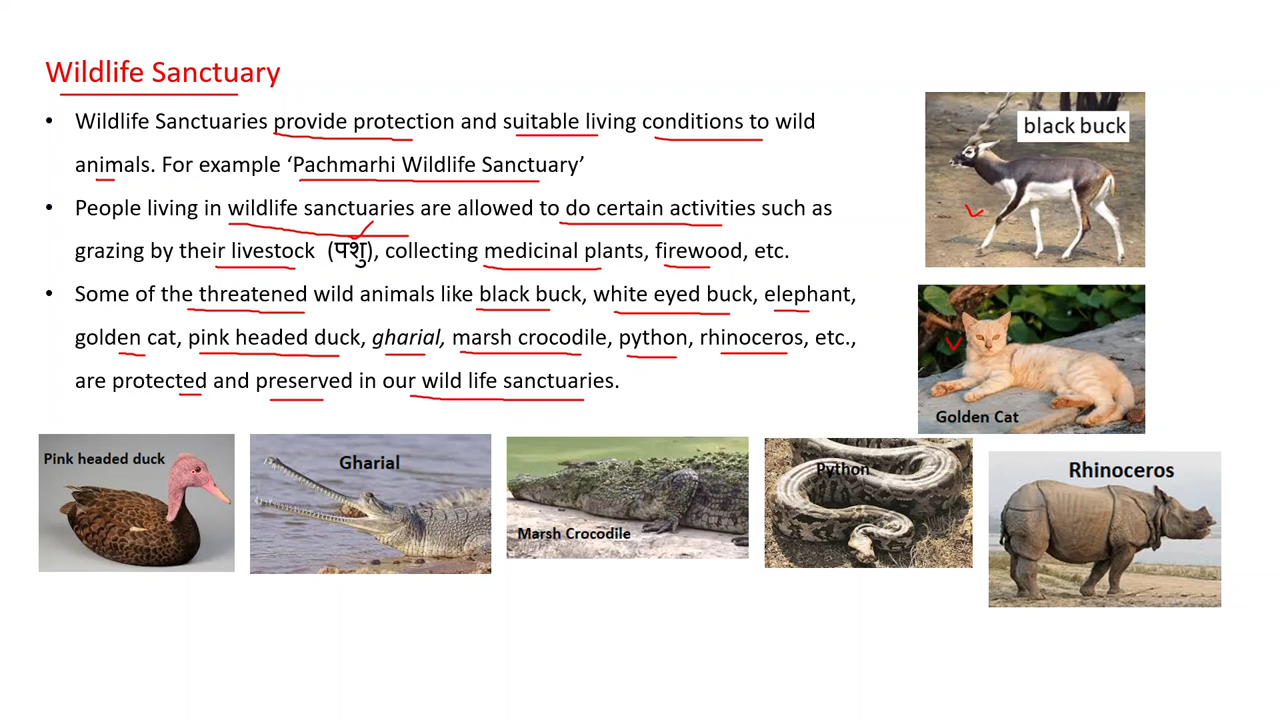 Wildlife Sanctuary
• Wildlife Sanctuaries provide protection and suitable living conditions to wild
animals. For example ‘Pachmarhi Wildlife Sanctuary’
• People living in wildlife sanctuaries are allowed to do certain activities such as
grazing by their livestock (पशु), collecting medicinal plants, firewood, etc.
• Some of the threatened wild animals like black buck, white eyed buck, elephant,
golden cat, pink headed duck, gharial, marsh crocodile, python, rhinoceros, etc.,
are protected and preserved in our wild life sanctuaries.
black buck
Golden Cat
Pink headed duck
Gharial
Marsh Crocodile
Python
Rhinoceros